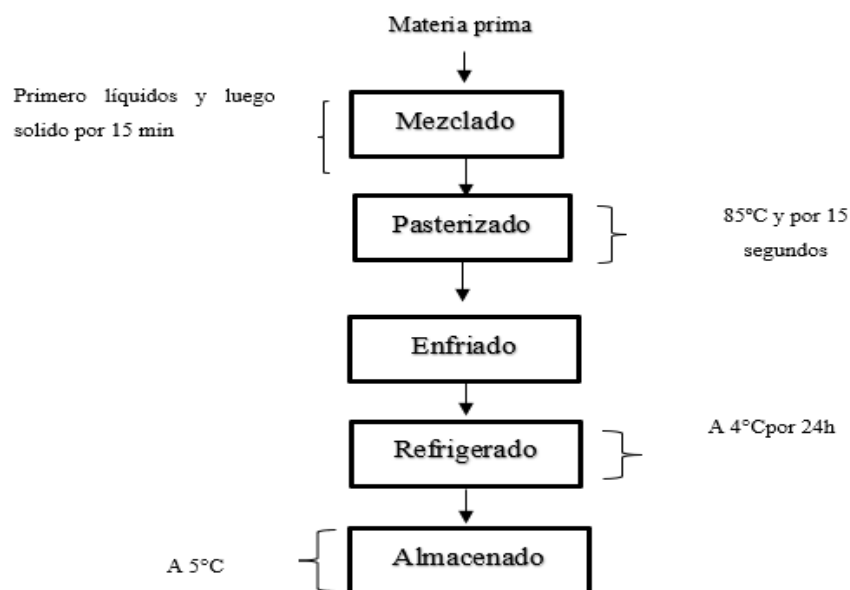 Materia prima
Primero líquidos y luego
solido por 15 min
Mezclado
Pasterizado
85°C y por 15
segundos
Enfriado
Refrigerado
A 4°Cpor 24h
Almacenado
A 5°C